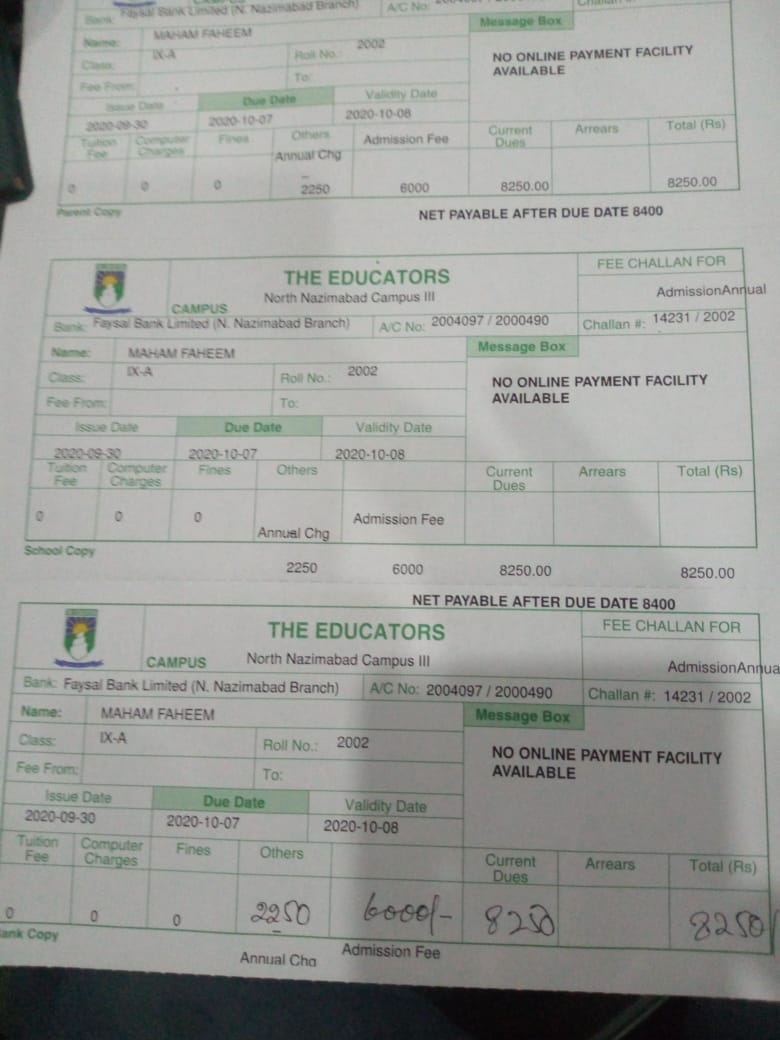 Bank: Faysal Bank Limited (N. Nazimabad Branch) A/C No: 2004097 / 2000490
Message Box
Name: MAHAM FAHEEM
Class: IX-A Roll No.: 2002
NO ONLINE PAYMENT FACILITY
AVAILABLE
Fee From: To:
Issue Date Due Date Validity Date
2020-09-30 2020-10-07 2020-10-08
Tuition Fee Computer Charges Fines Others Admission Fee Current Dues Arrears Total (Rs)
Annual Chg
0 0 0 2250 6000 8250.00 8250.00
Parent Copy
NET PAYABLE AFTER DUE DATE 8400
THE EDUCATORS
FEE CHALLAN FOR
CAMPUS North Nazimabad Campus III
AdmissionAnnual
Bank: Faysal Bank Limited (N. Nazimabad Branch) A/C No: 2004097 / 2000490 Challan #: 14231 / 2002
Name: MAHAM FAHEEM
Message Box
Class: IX-A Roll No.: 2002
NO ONLINE PAYMENT FACILITY
AVAILABLE
Fee From: To:
Issue Date Due Date Validity Date
2020-09-30 2020-10-07 2020-10-08
Tuition Fee Computer Charges Fines Others Current Dues Arrears Total (Rs)
0 0 0 Annual Chg Admission Fee
School Copy
2250 6000 8250.00 8250.00
NET PAYABLE AFTER DUE DATE 8400
THE EDUCATORS
FEE CHALLAN FOR
CAMPUS North Nazimabad Campus III
AdmissionAnnua
Bank: Faysal Bank Limited (N. Nazimabad Branch) A/C No: 2004097 / 2000490 Challan #: 14231 / 2002
Name: MAHAM FAHEEM
Message Box
Class: IX-A Roll No.: 2002
NO ONLINE PAYMENT FACILITY
AVAILABLE
Fee From: To:
Issue Date Due Date Validity Date
2020-09-30 2020-10-07 2020-10-08
Tuition Fee Computer Charges Fines Others Current Dues Arrears Total (Rs)
0 0 0 2250 6000/- 8250 8250/
ank Copy
Annual Chg Admission Fee